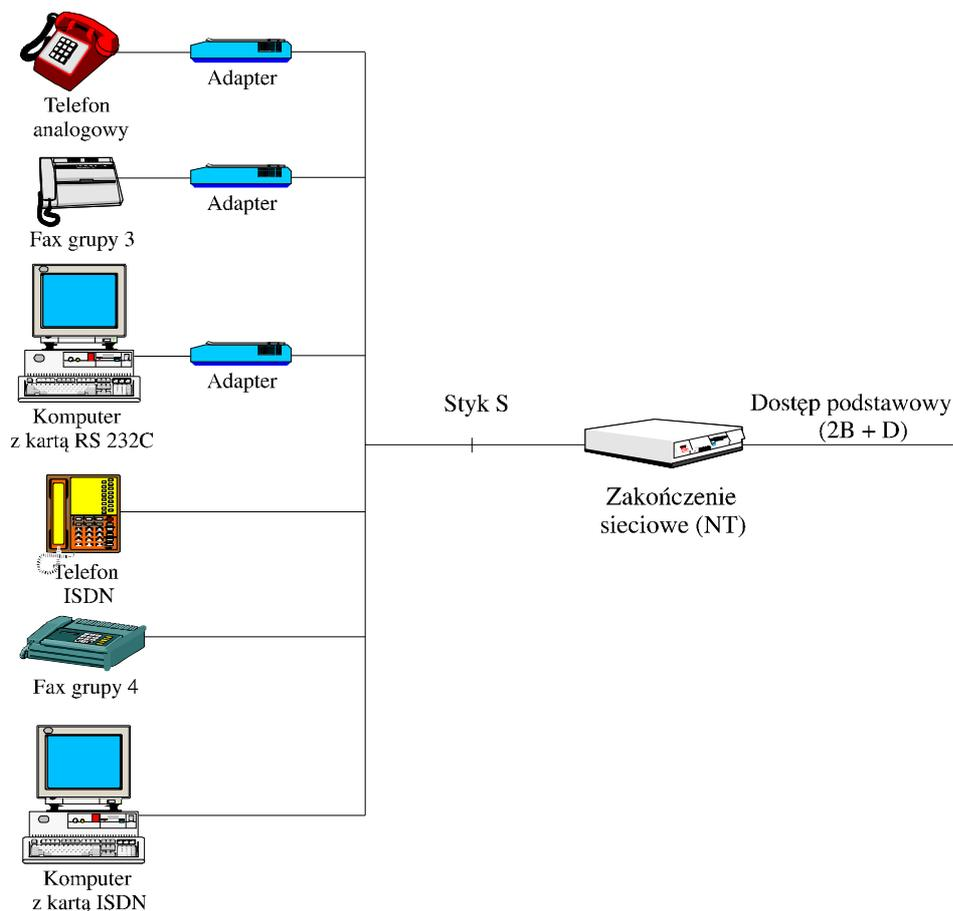 Adapter
Telefon
analogowy
Adapter
Fax grupy 3
Adapter
Komputer
z kartą RS 232C
Styk S
Dostęp podstawowy
(2B + D)
Zakończenie
sieciowe (NT)
Telefon
ISDN
Fax grupy 4
Komputer
z kartą ISDN